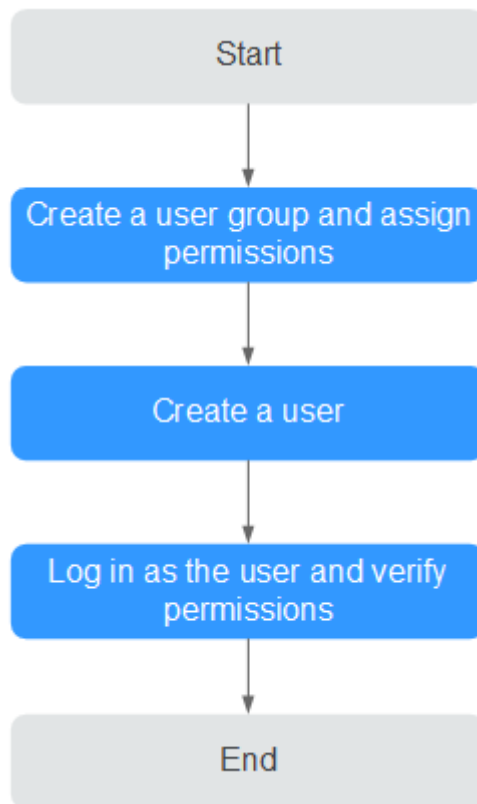 Start
Create a user group and assign
permissions
Create a user
Log in as the user and verify
permissions
End